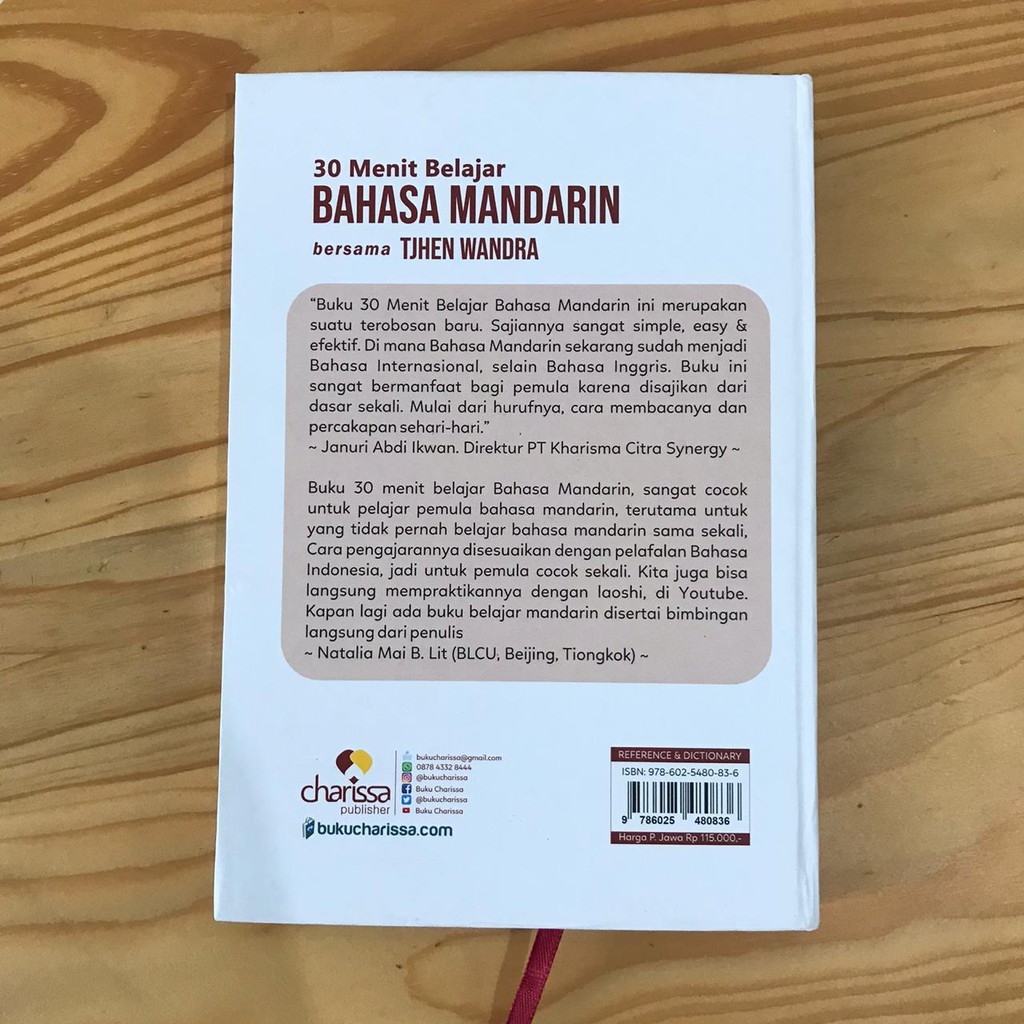 30 Menit Belajar
BAHASA MANDARIN
bersama TJHEN WANDRA
“Buku 30 Menit Belajar Bahasa Mandarin ini merupakan
suatu terobosan baru. Sajiannya sangat simple, easy &
efektif. Di mana Bahasa Mandarin sekarang sudah menjadi
Bahasa Internasional, selain Bahasa Inggris. Buku ini
sangat bermanfaat bagi pemula karena disajikan dari
dasar sekali. Mulai dari hurufnya, cara membacanya dan
percakapan sehari-hari.”
~ Januri Abdi Ikwan. Direktur PT Kharisma Citra Synergy ~
Buku 30 menit belajar Bahasa Mandarin, sangat cocok
untuk pelajar pemula bahasa mandarin, terutama untuk
yang tidak pernah belajar bahasa mandarin sama sekali,
Cara pengajarannya disesuaikan dengan pelafalan Bahasa
Indonesia, jadi untuk pemula cocok sekali. Kita juga bisa
langsung mempraktikannya dengan laoshi, di Youtube.
Kapan lagi ada buku belajar mandarin disertai bimbingan
langsung dari penulis
~ Natalia Mai B. Lit (BLCU, Beijing, Tiongkok) ~
charissa
publisher
bukucharissa@gmail.com
0878 4332 8444
@bukucharissa
Buku Charissa
@bukucharissa
Buku Charissa
bukucharissa.com
REFERENCE & DICTIONARY
ISBN: 978-602-5480-83-6
9 786025 480836
Harga P. Jawa Rp 115.000,-